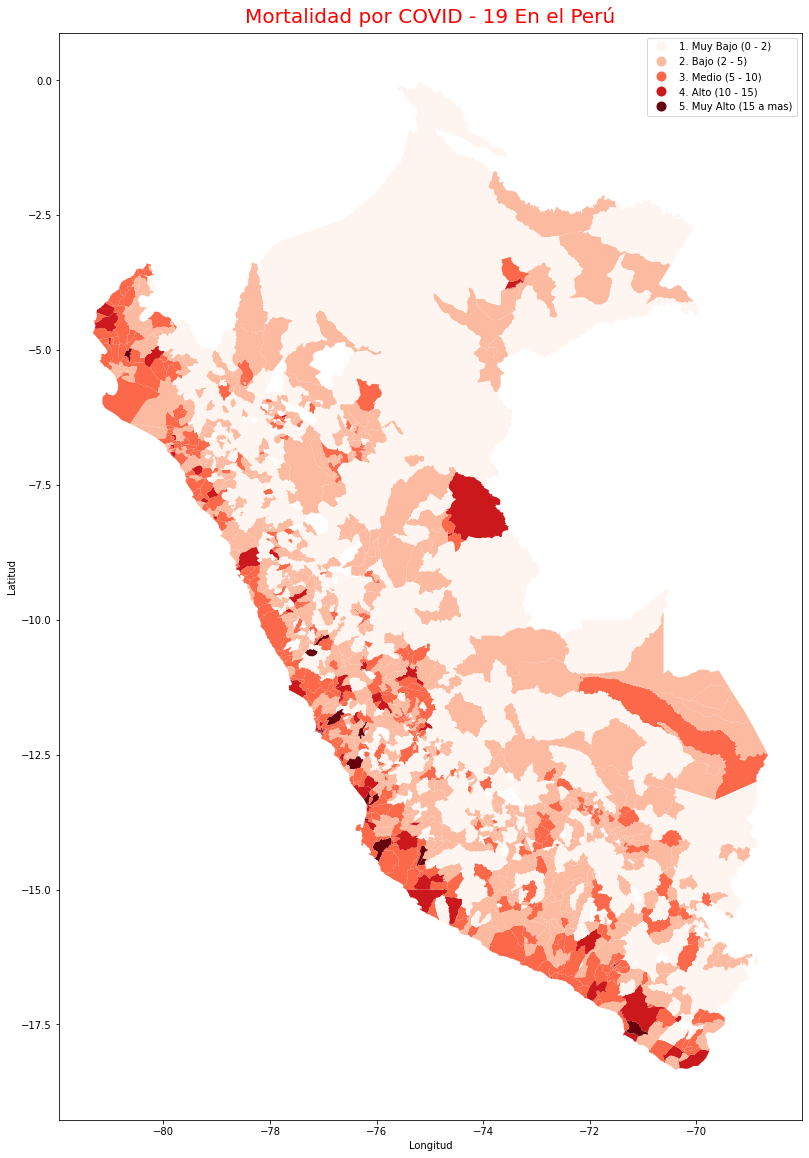 Mortalidad por COVID - 19 En el Perú
1. Muy Bajo (0 - 2)
2. Bajo (2 - 5)
3. Medio (5 - 10)
4. Alto (10 - 15)
5. Muy Alto (15 a mas)
0.0
−2.5
−5.0
−7.5
−10.0
−12.5
−15.0
−17.5
Latitud
−80
−78
−76
−74
−72
−70
Longitud